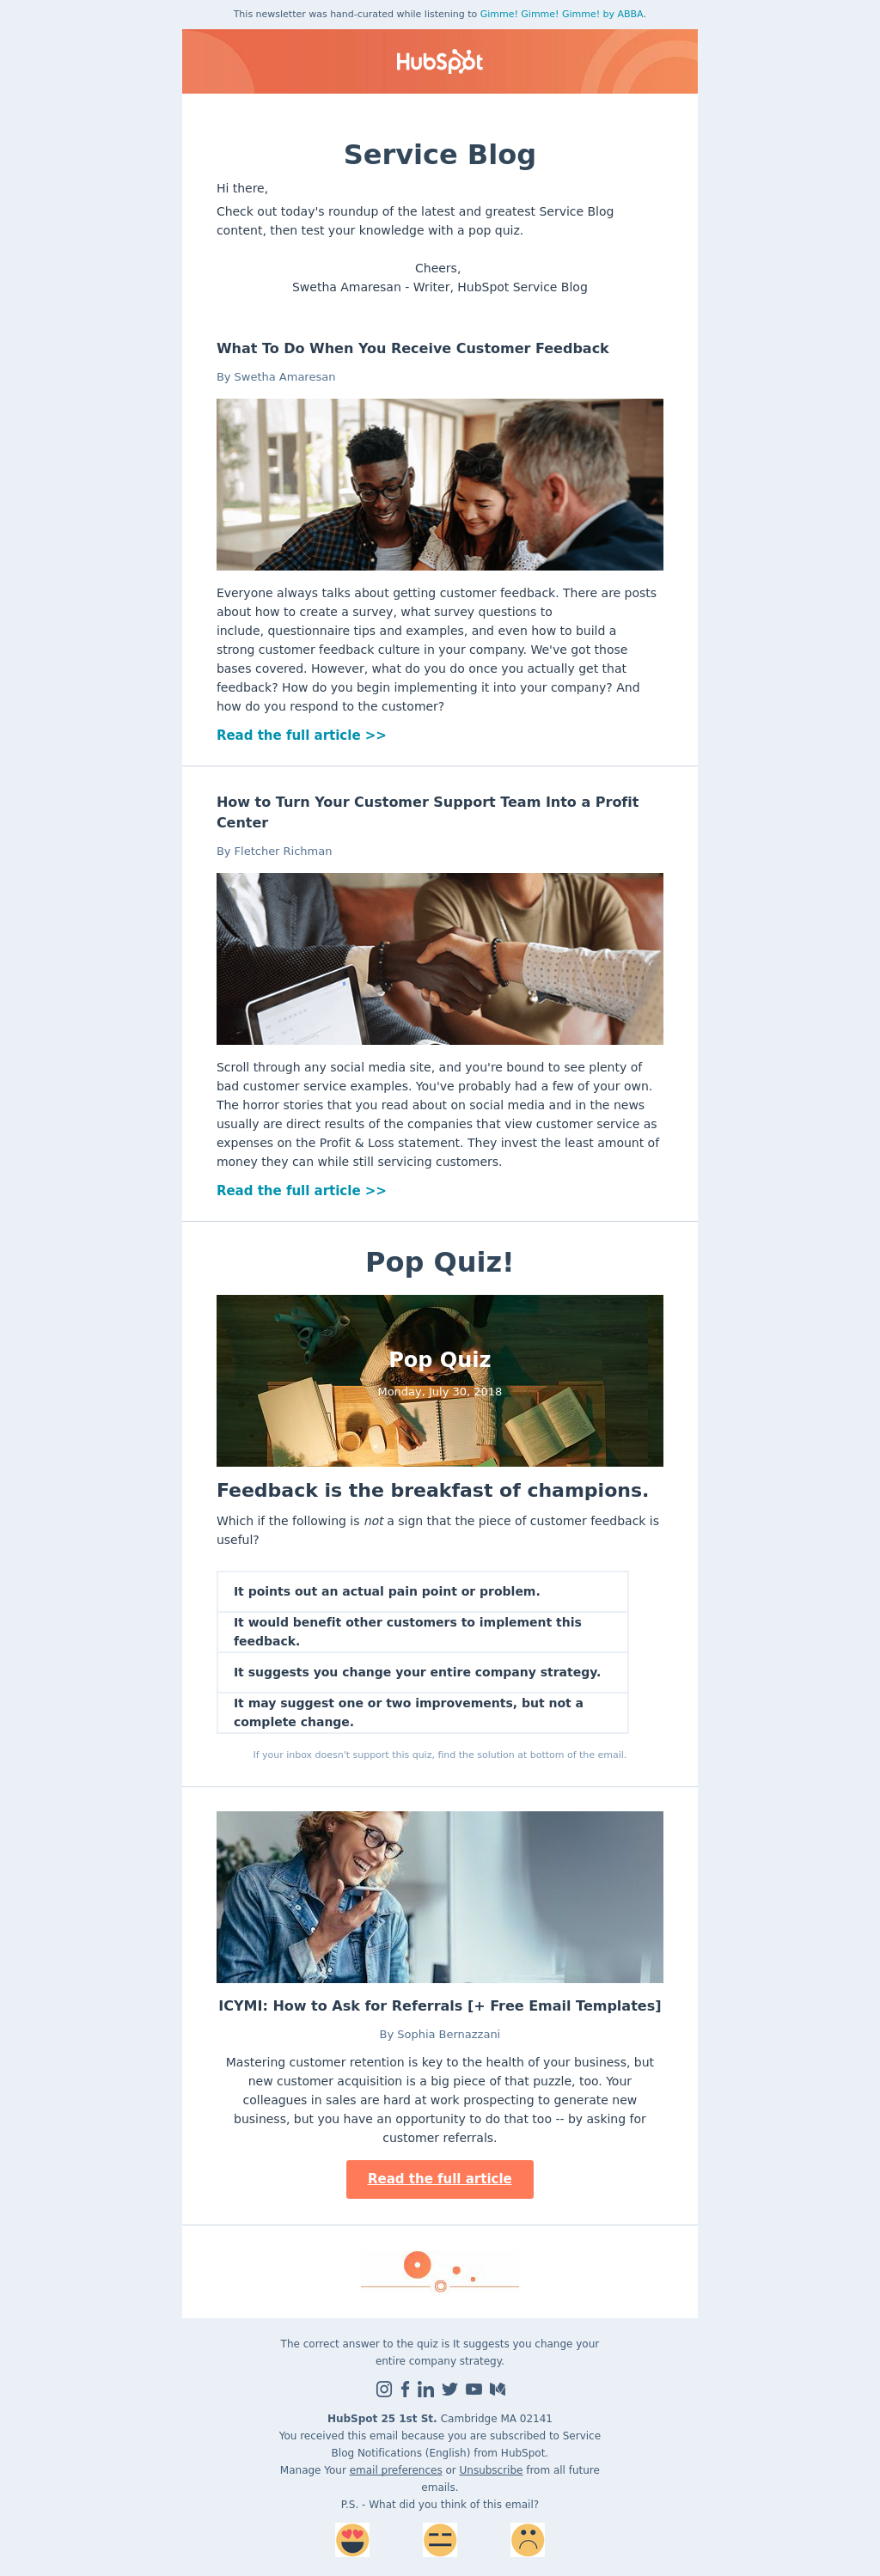 This newsletter was hand-curated while listening to Gimme! Gimme! Gimme! by ABBA.
HubSpot
Service Blog
Hi there,
Check out today's roundup of the latest and greatest Service Blog
content, then test your knowledge with a pop quiz.
Cheers,
Swetha Amaresan - Writer, HubSpot Service Blog
What To Do When You Receive Customer Feedback
By Swetha Amaresan
Everyone always talks about getting customer feedback. There are posts
about how to create a survey, what survey questions to
include, questionnaire tips and examples, and even how to build a
strong customer feedback culture in your company. We've got those
bases covered. However, what do you do once you actually get that
feedback? How do you begin implementing it into your company? And
how do you respond to the customer?
Read the full article >>
How to Turn Your Customer Support Team Into a Profit
Center
By Fletcher Richman
Scroll through any social media site, and you're bound to see plenty of
bad customer service examples. You've probably had a few of your own.
The horror stories that you read about on social media and in the news
usually are direct results of the companies that view customer service as
expenses on the Profit & Loss statement. They invest the least amount of
money they can while still servicing customers.
Read the full article >>
Pop Quiz!
Pop Quiz
Monday, July 30, 2018
Feedback is the breakfast of champions.
Which if the following is not a sign that the piece of customer feedback is
useful?
It points out an actual pain point or problem.
It would benefit other customers to implement this
feedback.
It suggests you change your entire company strategy.
It may suggest one or two improvements, but not a
complete change.
If your inbox doesn't support this quiz, find the solution at bottom of the email.
ICYMI: How to Ask for Referrals [+ Free Email Templates]
By Sophia Bernazzani
Mastering customer retention is key to the health of your business, but
new customer acquisition is a big piece of that puzzle, too. Your
colleagues in sales are hard at work prospecting to generate new
business, but you have an opportunity to do that too -- by asking for
customer referrals.
Read the full article
The correct answer to the quiz is It suggests you change your
entire company strategy.
HubSpot 25 1st St. Cambridge MA 02141
You received this email because you are subscribed to Service
Blog Notifications (English) from HubSpot.
Manage Your email preferences or Unsubscribe from all future
emails.
P.S. - What did you think of this email?